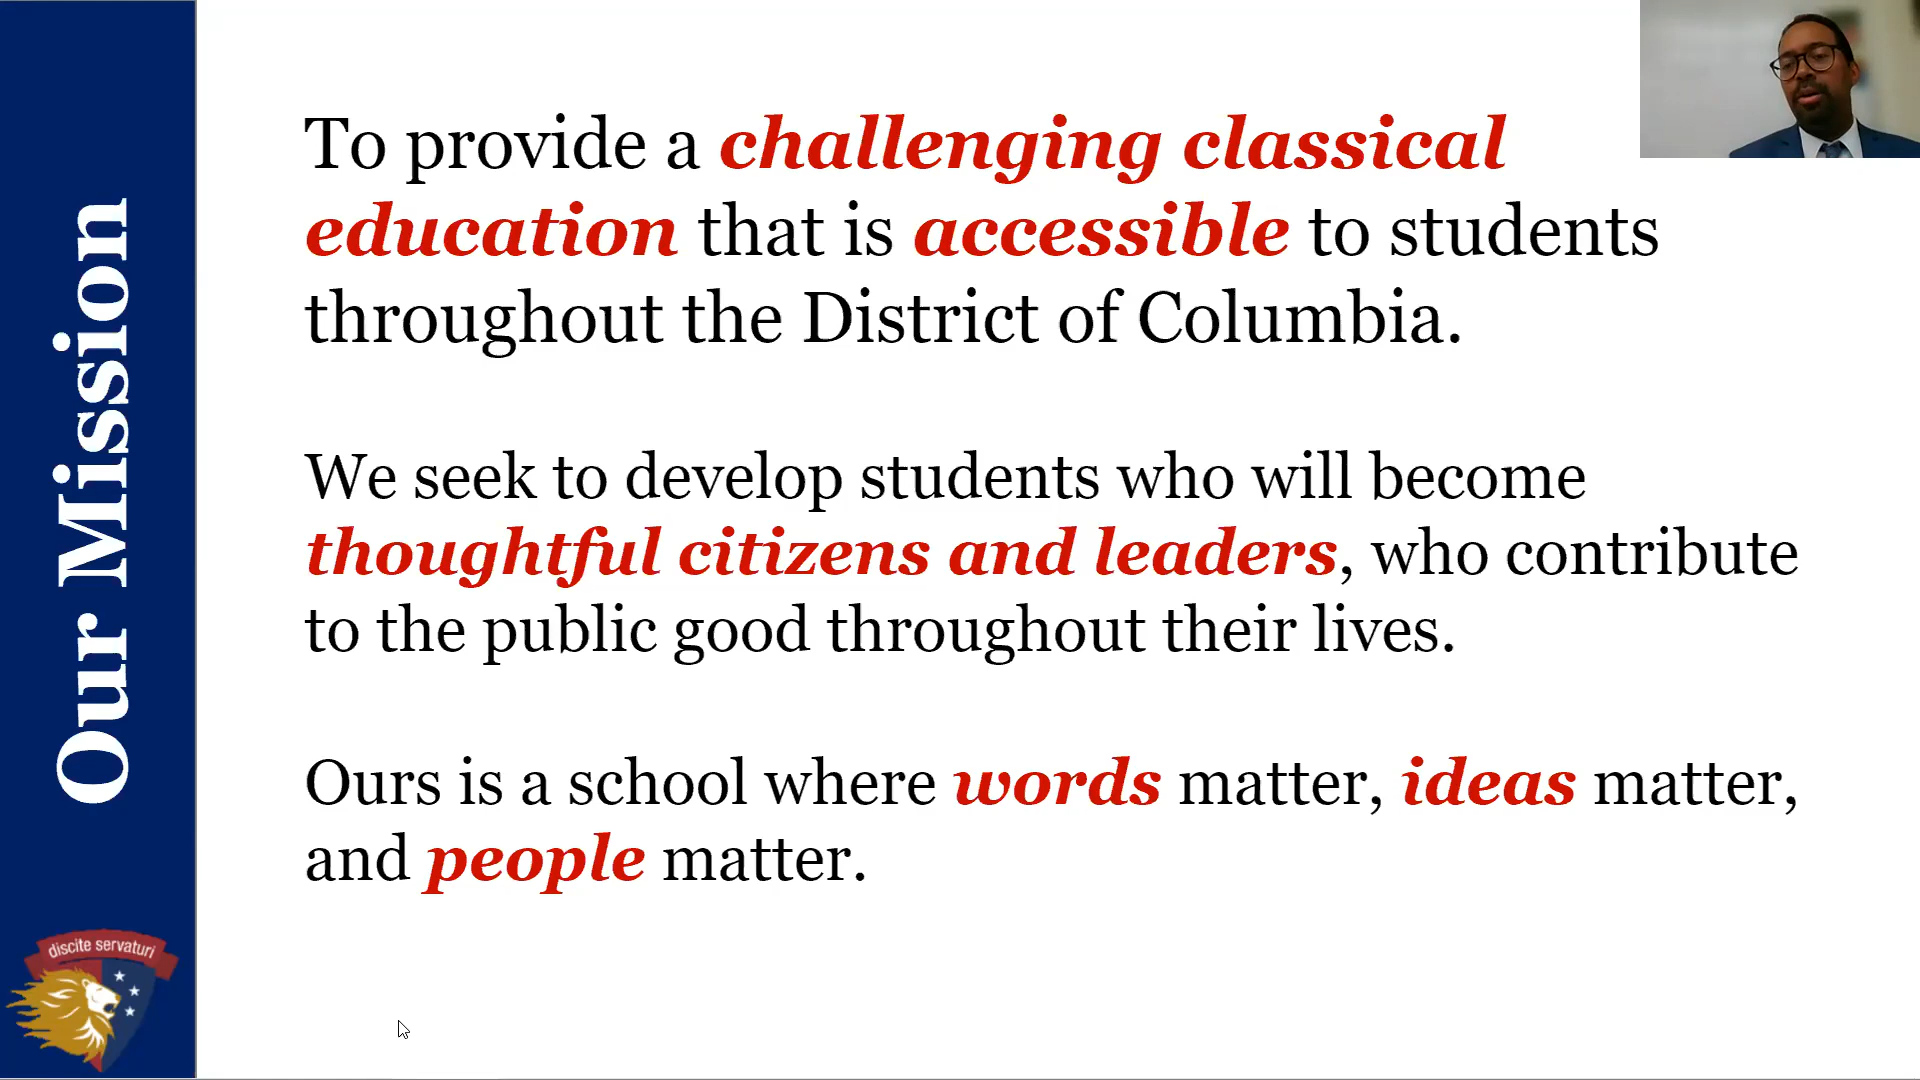 Our Mission
To provide a challenging classical
education that is accessible to students
throughout the District of Columbia.
We seek to develop students who will become
thoughtful citizens and leaders, who contribute
to the public good throughout their lives.
Ours is a school where words matter, ideas matter,
and people matter.
discite servaturi